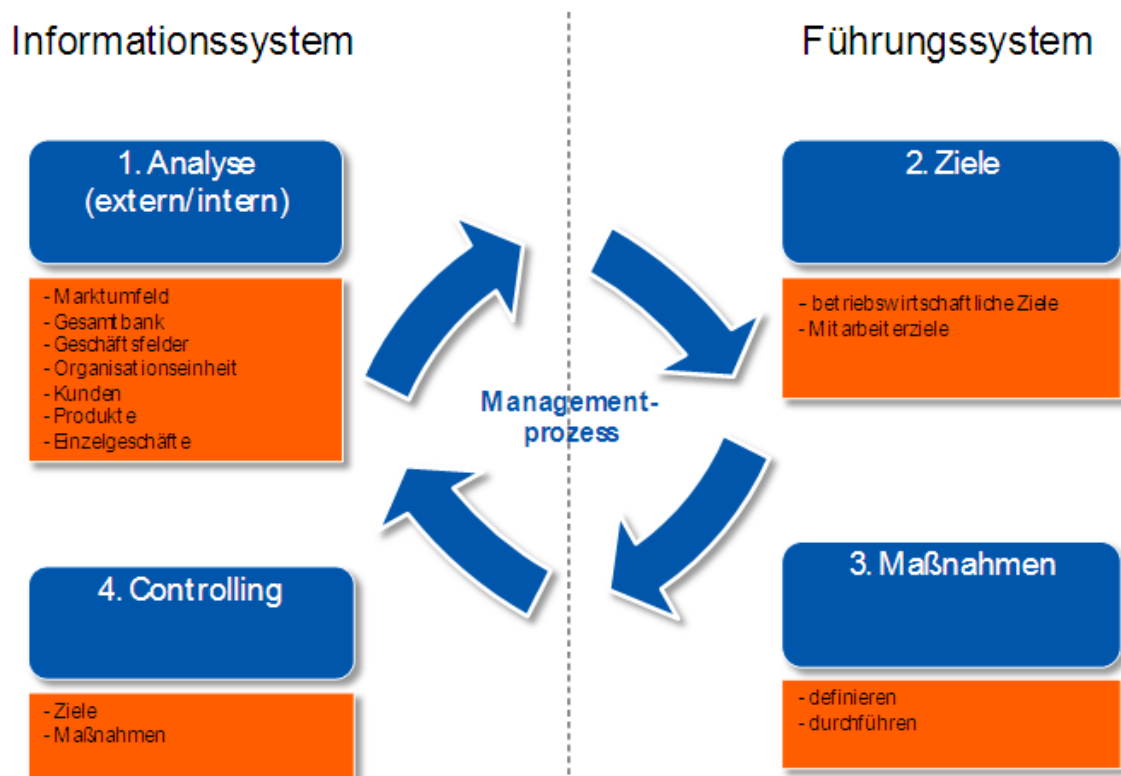 Informationssystem
Führungssystem
1. Analyse
(extern/intern)
- Marktumfeld
- Gesamtbank
- Geschäftsfelder
- Organisationseinheit
- Kunden
- Produkte
- Einzelgeschäfte
2. Ziele
- betriebswirtschaftliche Ziele
- Mitarbeiterziele
Management-
prozess
3. Maßnahmen
- definieren
- durchführen
4. Controlling
- Ziele
- Maßnahmen